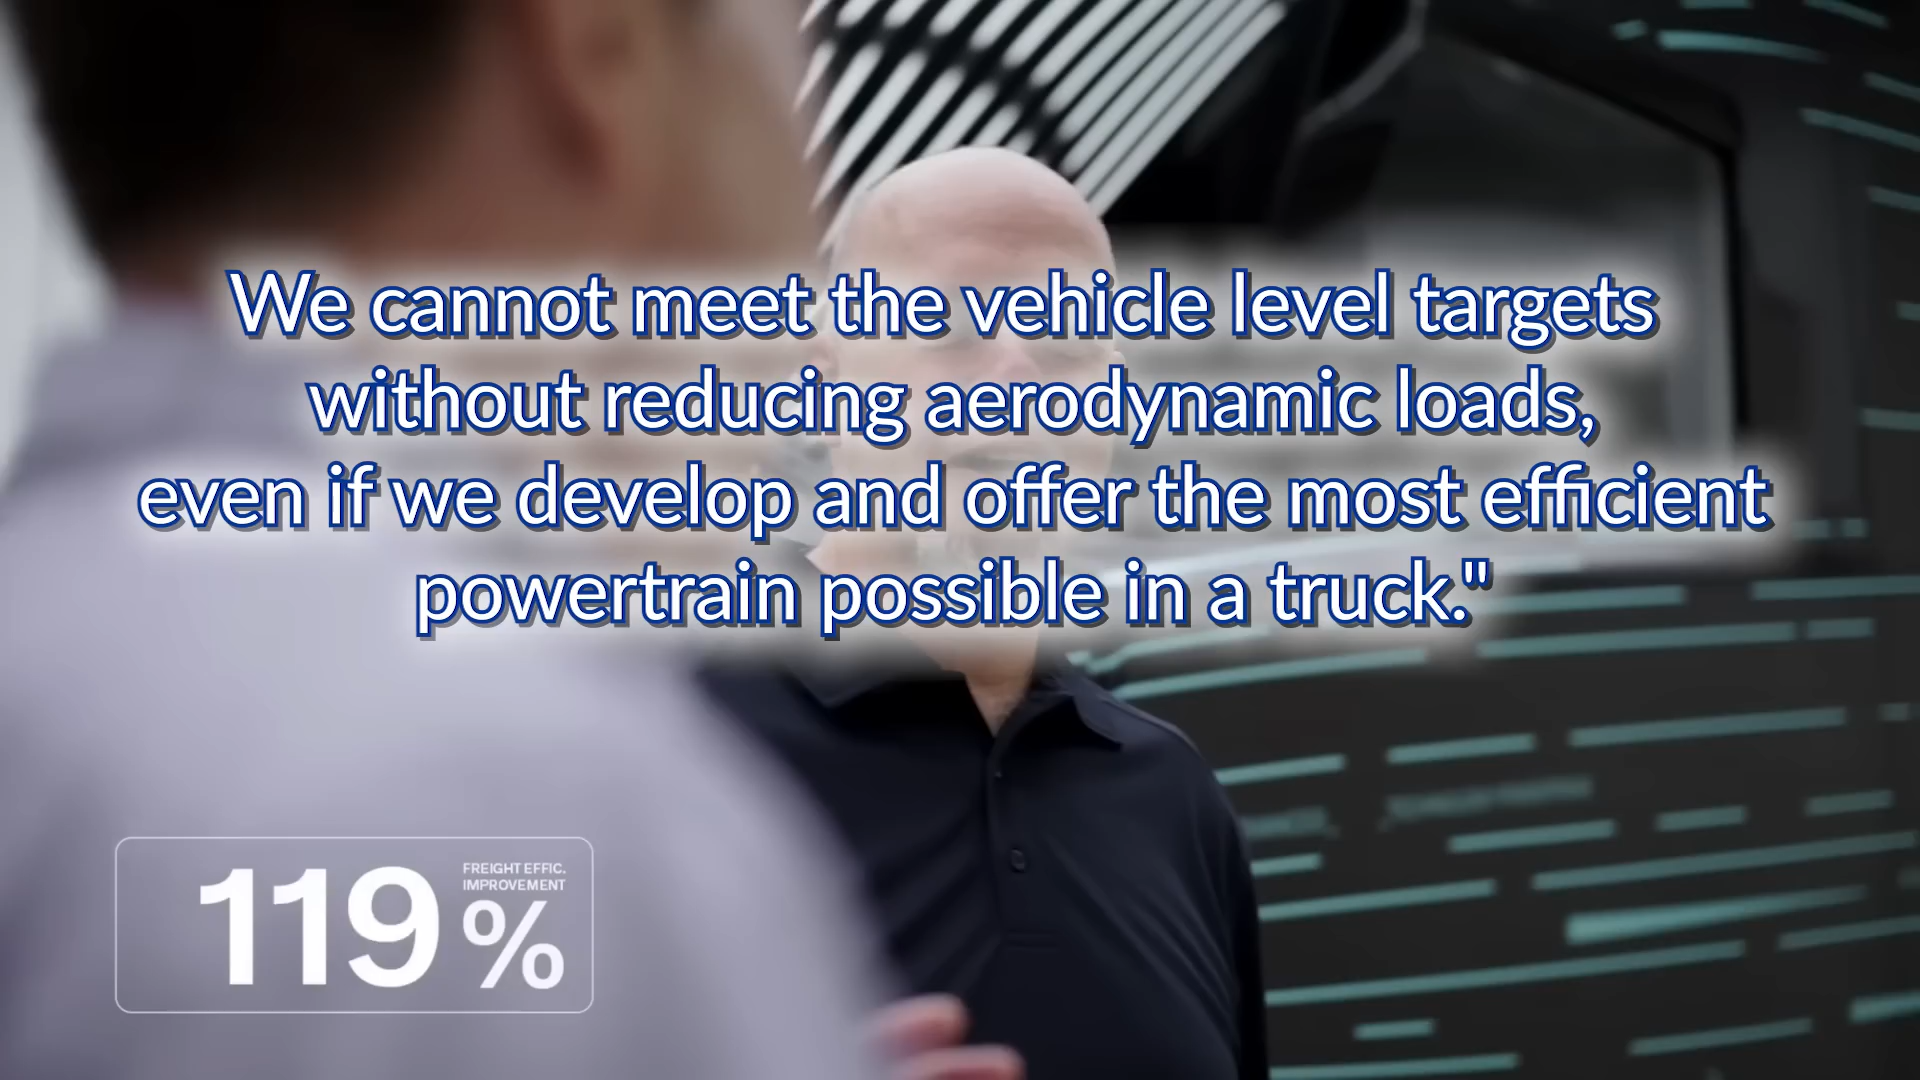 We cannot meet the vehicle level targets
without reducing aerodynamic loads,
even if we develop and offer the most efficient
powertrain possible in a truck."
119 %
FREIGHT EFFIC.
IMPROVEMENT